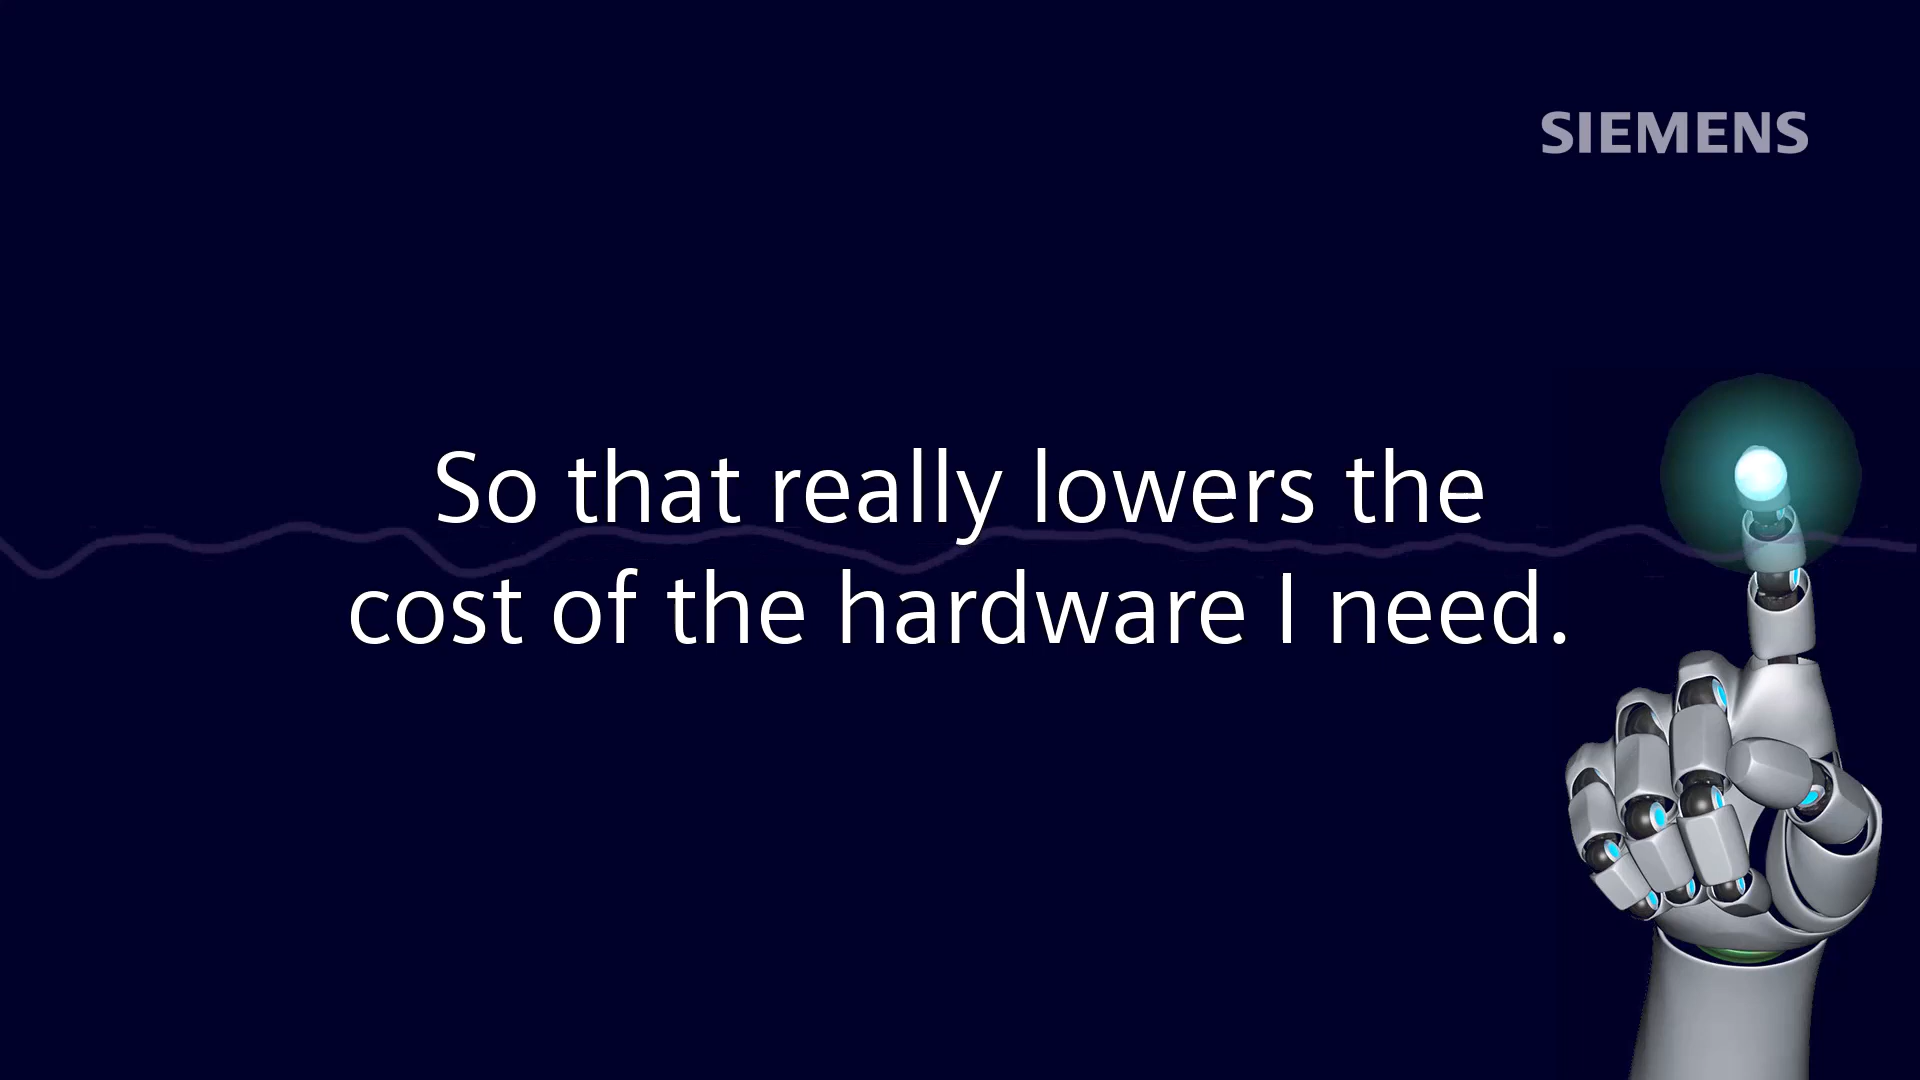 SIEMENS
So that really lowers the
cost of the hardware I need.